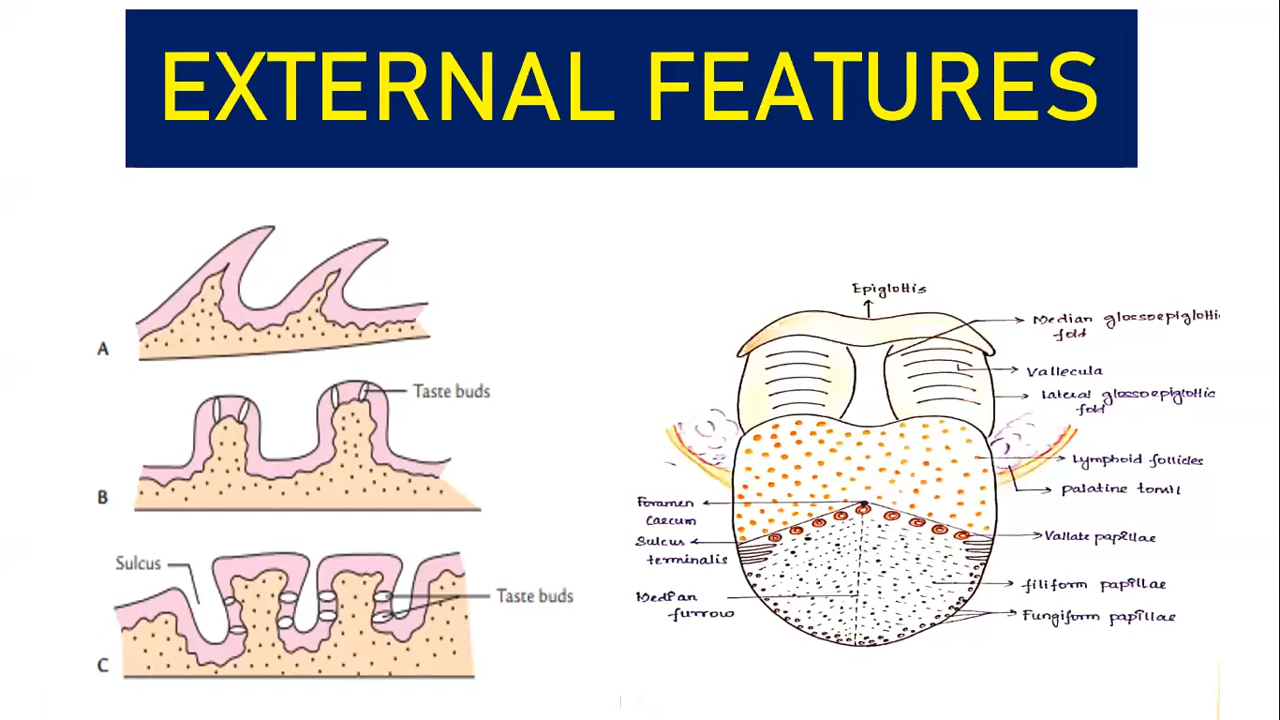 EXTERNAL FEATURES
A
Taste buds
B
Sulcus
Taste buds
C
Epiglottis
Median glossoepiglotti
fold
Vallecula
lateral glossoepiglottic
fold
Lymphoid follicles
Palatine tonsil
Foramen
Caecum
Sulcus
terminalis
Vallate papillae
filiform papillae
Median
furrow
Fungiform papillae